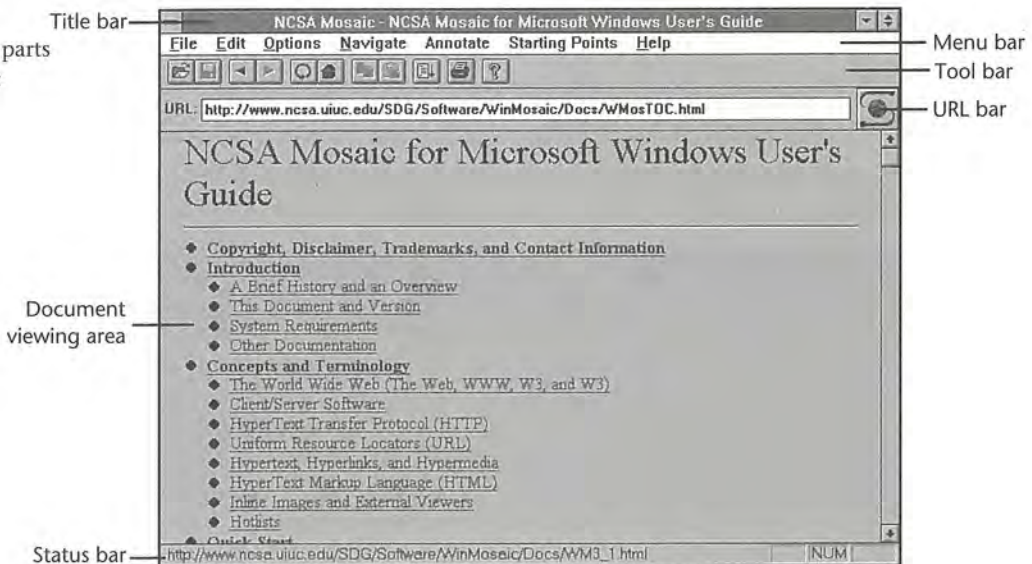 Title bar
parts
NCSA Mosaic - NCSA Mosaic for Microsoft Windows User's Guide
File Edit Options Navigate Annotate Starting Points Help
Menu bar
Tool bar
URL: http://www.ncsa.uiuc.edu/SDG/Software/WinMosaic/Docs/WMosTOC.html
URL bar
NCSA Mosaic for Microsoft Windows User's
Guide
Copyright, Disclaimer, Trademarks, and Contact Information
Introduction
A Brief History and an Overview
This Document and Version
System Requirements
Other Documentation
Document
viewing area
Concepts and Terminology
The World Wide Web (The Web, WWW, W3, and W3)
Client/Server Software
HyperText Transfer Protocol (HTTP)
Uniform Resource Locators (URL)
Hypertext, Hyperlinks, and Hypermedia
HyperText Markup Language (HTML)
Inline Images and External Viewers
Hotlists
Quick Start
Status bar
http://www.ncsa.uiuc.edu/SDG/Software/WinMosaic/Docs/WM3_1.html NUM